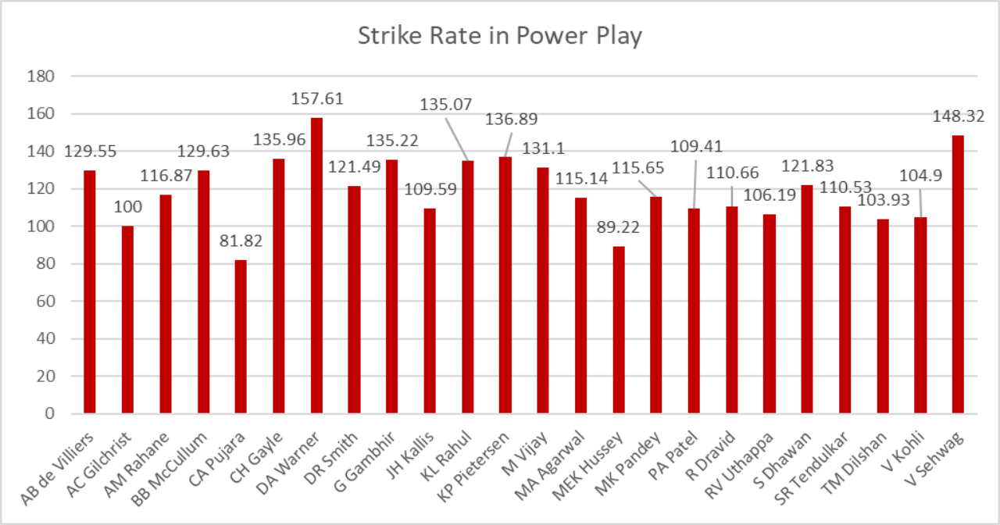 Strike Rate in Power Play
180
160
140
120
100
80
60
40
20
0
129.55
100
116.87
129.63
81.82
135.96
157.61
121.49
135.22
109.59
135.07
136.89
131.1
115.14
89.22
115.65
109.41
110.66
106.19
121.83
110.53
103.93
104.9
148.32
AB de Villiers
AC Gilchrist
AM Rahane
BB McCullum
CA Pujara
CH Gayle
DA Warner
DR Smith
G Gambhir
JH Kallis
KL Rahul
KP Pietersen
M Vijay
MA Agarwal
MEK Hussey
MK Pandey
PA Patel
R Dravid
RV Uthappa
S Dhawan
SR Tendulkar
TM Dilshan
V Kohli
V Sehwag